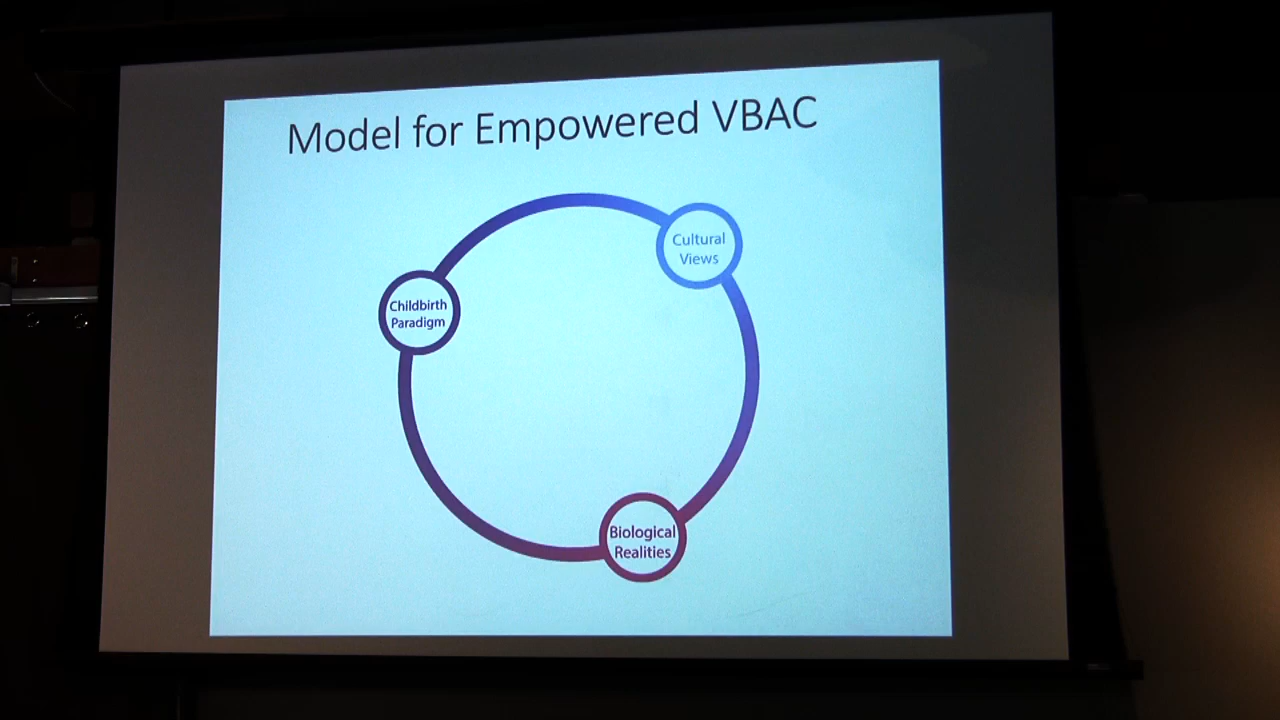 Model for Empowered VBAC
Cultural
Views
Childbirth
Paradigm
Biological
Realities